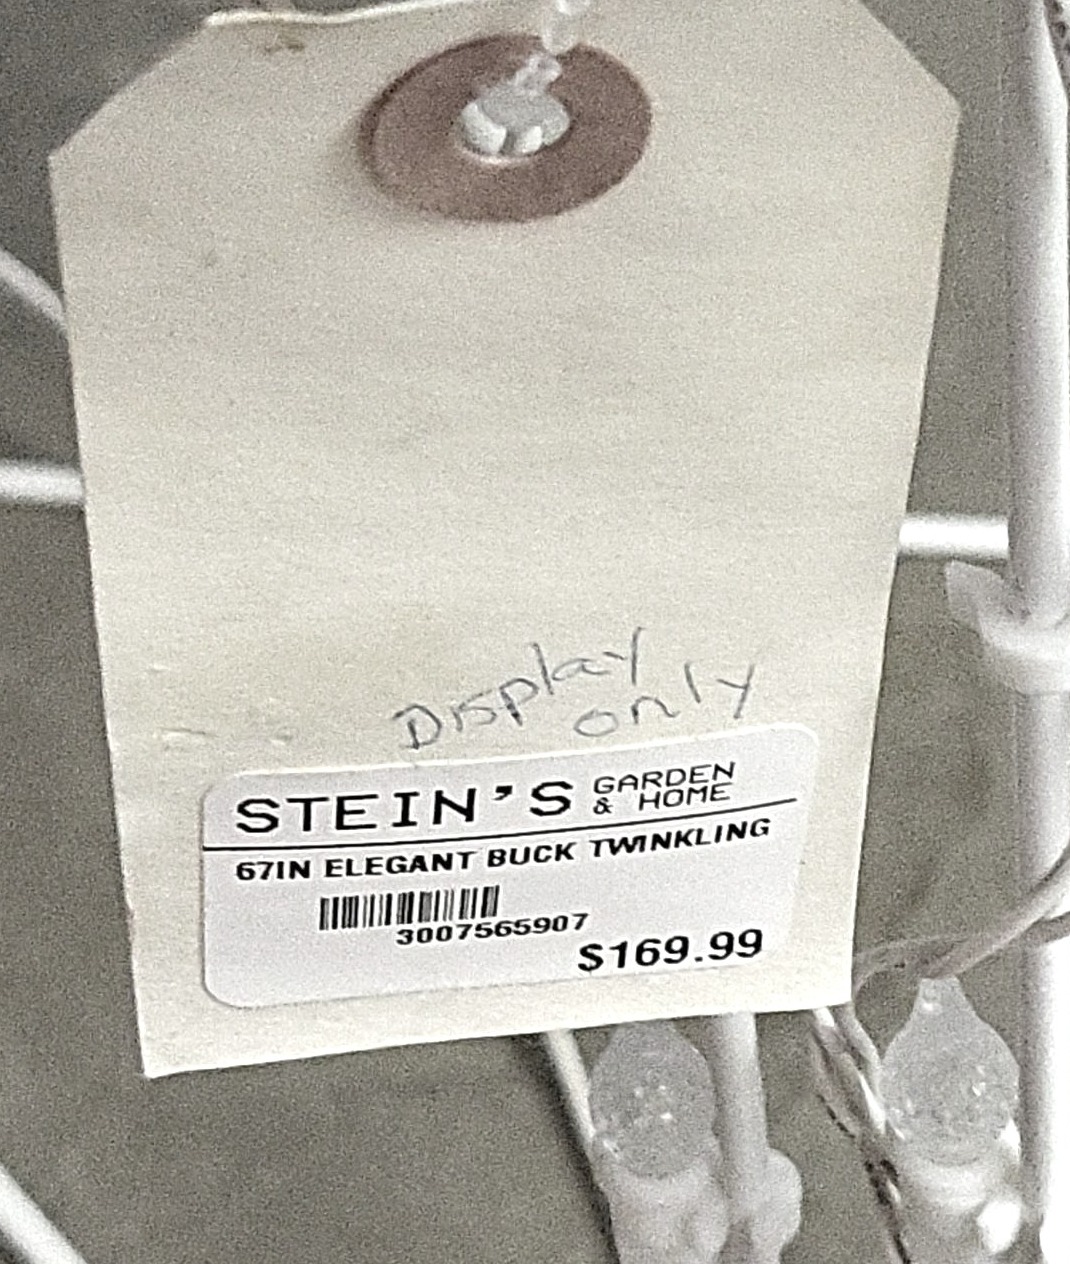 Display
only
STEIN'S GARDEN
& HOME
67IN ELEGANT BUCK TWINKLING
3007565907
$169.99